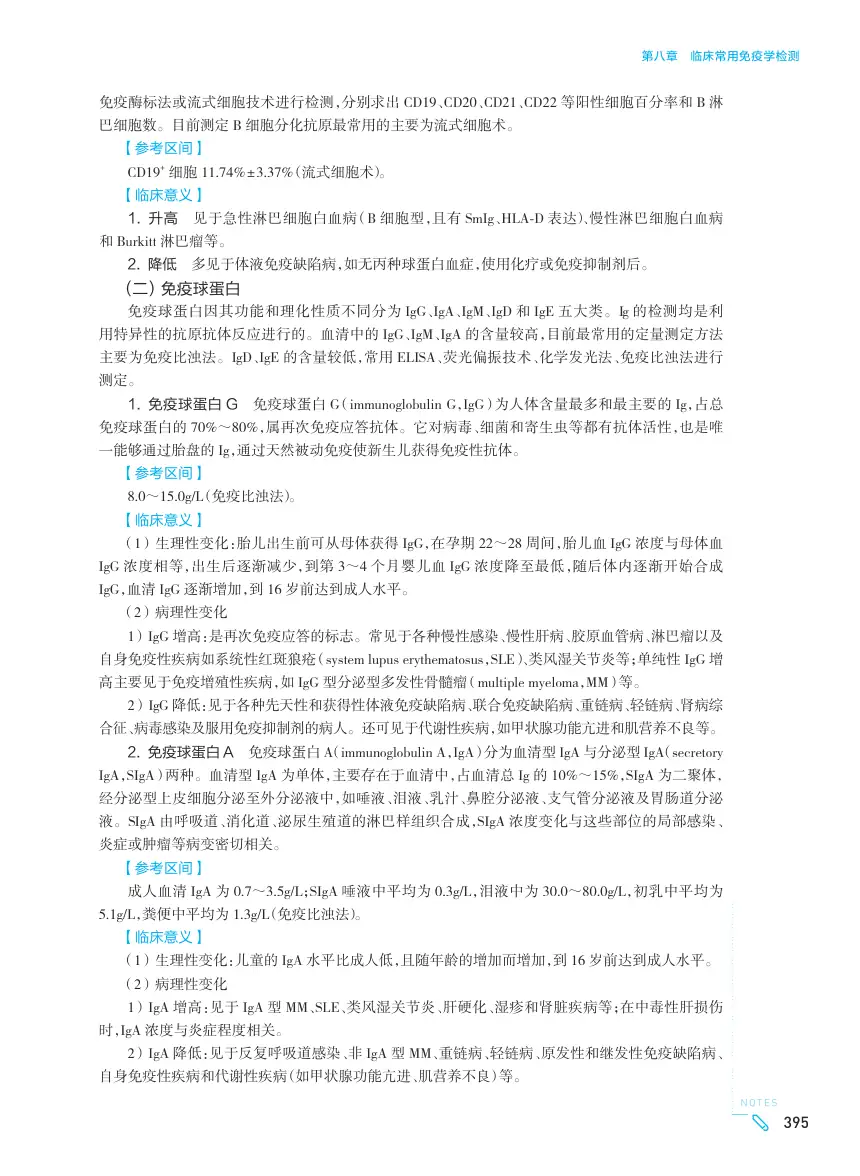 第八章 临床常用免疫学检测
免疫酶标法或流式细胞技术进行检测,分别求出 CD19、CD20、CD21、CD22 等阳性细胞百分率和 B 淋
巴细胞数。目前测定 B 细胞分化抗原最常用的主要为流式细胞术。
【参考区间】
CD19⁺ 细胞 11.74%±3.37%(流式细胞术)。
【临床意义】
1. 升高 见于急性淋巴细胞白血病(B 细胞型,且有 SmIg、HLA-D 表达)、慢性淋巴细胞白血病
和 Burkitt 淋巴瘤等。
2. 降低 多见于体液免疫缺陷病,如无丙种球蛋白血症,使用化疗或免疫抑制剂后。
(二)免疫球蛋白
免疫球蛋白因其功能和理化性质不同分为 IgG、IgA、IgM、IgD 和 IgE 五大类。Ig 的检测均是利
用特异性的抗原抗体反应进行的。血清中的 IgG、IgM、IgA 的含量较高,目前最常用的定量测定方法
主要为免疫比浊法。IgD、IgE 的含量较低,常用 ELISA、荧光偏振技术、化学发光法、免疫比浊法进行
测定。
1. 免疫球蛋白 G 免疫球蛋白 G(immunoglobulin G,IgG)为人体含量最多和最主要的 Ig,占总
免疫球蛋白的 70%～80%,属再次免疫应答抗体。它对病毒、细菌和寄生虫等都有抗体活性,也是唯
一能够通过胎盘的 Ig,通过天然被动免疫使新生儿获得免疫性抗体。
【参考区间】
8.0～15.0g/L(免疫比浊法)。
【临床意义】
(1)生理性变化:胎儿出生前可从母体获得 IgG,在孕期 22～28 周间,胎儿血 IgG 浓度与母体血
IgG 浓度相等,出生后逐渐减少,到第 3～4 个月婴儿血 IgG 浓度降至最低,随后体内逐渐开始合成
IgG,血清 IgG 逐渐增加,到 16 岁前达到成人水平。
(2)病理性变化
1)IgG 增高:是再次免疫应答的标志。常见于各种慢性感染、慢性肝病、胶原血管病、淋巴瘤以及
自身免疫性疾病如系统性红斑狼疮(system lupus erythematosus,SLE)、类风湿关节炎等;单纯性 IgG 增
高主要见于免疫增殖性疾病,如 IgG 型分泌型多发性骨髓瘤(multiple myeloma,MM)等。
2)IgG 降低:见于各种先天性和获得性体液免疫缺陷病、联合免疫缺陷病、重链病、轻链病、肾病综
合征、病毒感染及服用免疫抑制剂的病人。还可见于代谢性疾病,如甲状腺功能亢进和肌营养不良等。
2. 免疫球蛋白 A 免疫球蛋白 A(immunoglobulin A,IgA)分为血清型 IgA 与分泌型 IgA(secretory
IgA,SIgA)两种。血清型 IgA 为单体,主要存在于血清中,占血清总 Ig 的 10%～15%,SIgA 为二聚体,
经分泌型上皮细胞分泌至外分泌液中,如唾液、泪液、乳汁、鼻腔分泌液、支气管分泌液及胃肠道分泌
液。SIgA 由呼吸道、消化道、泌尿生殖道的淋巴样组织合成,SIgA 浓度变化与这些部位的局部感染、
炎症或肿瘤等病变密切相关。
【参考区间】
成人血清 IgA 为 0.7～3.5g/L;SIgA 唾液中平均为 0.3g/L,泪液中为 30.0～80.0g/L,初乳中平均为
5.1g/L,粪便中平均为 1.3g/L(免疫比浊法)。
【临床意义】
(1)生理性变化:儿童的 IgA 水平比成人低,且随年龄的增加而增加,到 16 岁前达到成人水平。
(2)病理性变化
1)IgA 增高:见于 IgA 型 MM、SLE、类风湿关节炎、肝硬化、湿疹和肾脏疾病等;在中毒性肝损伤
时,IgA 浓度与炎症程度相关。
2)IgA 降低:见于反复呼吸道感染、非 IgA 型 MM、重链病、轻链病、原发性和继发性免疫缺陷病、
自身免疫性疾病和代谢性疾病(如甲状腺功能亢进、肌营养不良)等。
NOTES
395